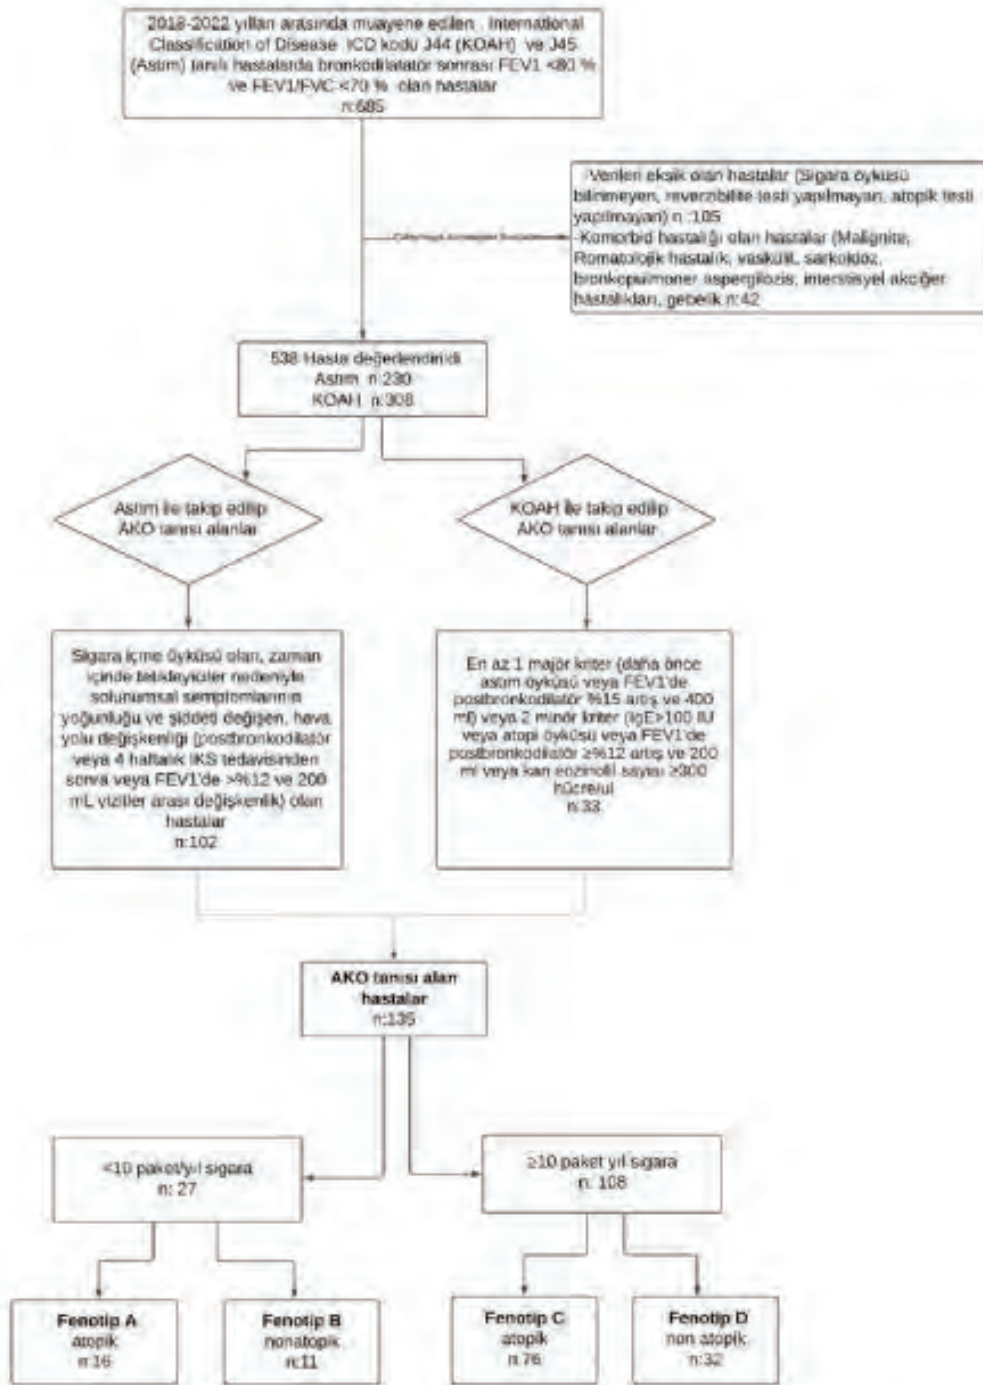 2018-2022 yılları arasında muayene edilen , International
Classification of Disease ICD kodu J44 (KOAH) ve J45
(Astım) tanılı hastalarda bronkodilatatör sonrası FEV1 <80 %
ve FEV1/FVC <70 % olan hastalar
n:685
Verileri eksik olan hastalar (Sigara öyküsü
bilinmeyen, reverzibilite testi yapılmayan, atopik testi
yapılmayan) n :105
Komorbid hastalığı olan hastalar (Malignite,
Romatolojik hastalık, vaskülit, sarkoidoz,
bronkopulmoner aspergilozis, interstisyel akciğer
hastalıkları, gebelik n:42
538 Hasta değerlendirildi
Astım n:230
KOAH n:308
Astım ile takip edilip
AKO tanısı alanlar
KOAH ile takip edilip
AKO tanısı alanlar
Sigara içme öyküsü olan, zaman
içinde tetikleyiciler nedeniyle
solunumsal semptomlarının
yoğunluğu ve şiddeti değişen, hava
yolu değişkenliği (postbronkodilatör
veya 4 haftalık IKS tedavisinden
sonra veya FEV1'de >%12 ve 200
mL vizitler arası değişkenlik) olan
hastalar
n:102
En az 1 majör kriter (daha önce
astım öyküsü veya FEV1'de
postbronkodilatör %15 artış ve 400
ml) veya 2 minör kriter (IgE>100 IU
veya atopi öyküsü veya FEV1'de
postbronkodilatör ≥%12 artış ve 200
ml veya kan eozinofil sayısı ≥300
n:33
AKO tanısı alan
hastalar
n:135
<10 paket/yıl sigara
n: 27
≥10 paket yıl sigara
n: 108
Fenotip A
atopik
n:16
Fenotip B
nonatopik
n:11
Fenotip C
atopik
n:76
Fenotip D
non atopik
n:32